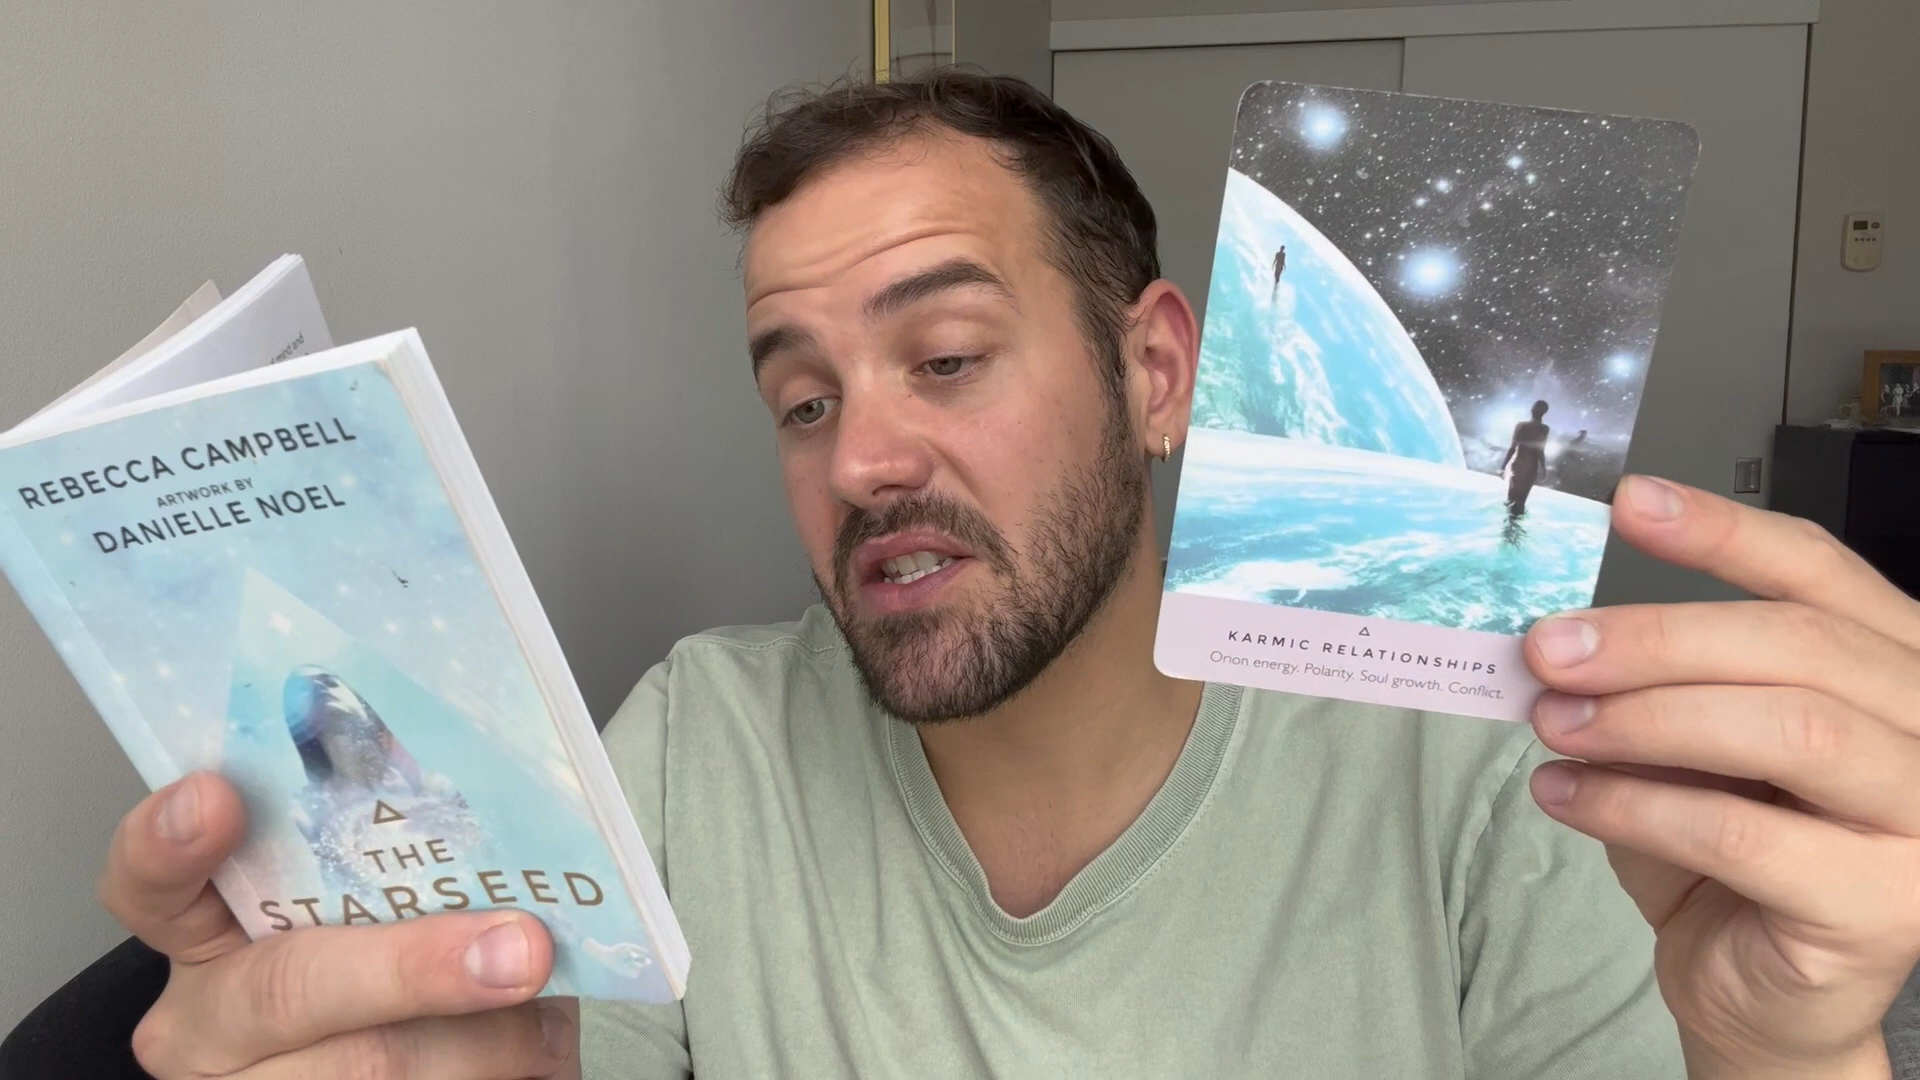 REBECCA CAMPBELL
ARTWORK BY
DANIELLE NOEL
THE
STARSEED
KARMIC RELATIONSHIPS
Orion energy. Polarity. Soul growth. Conflict.